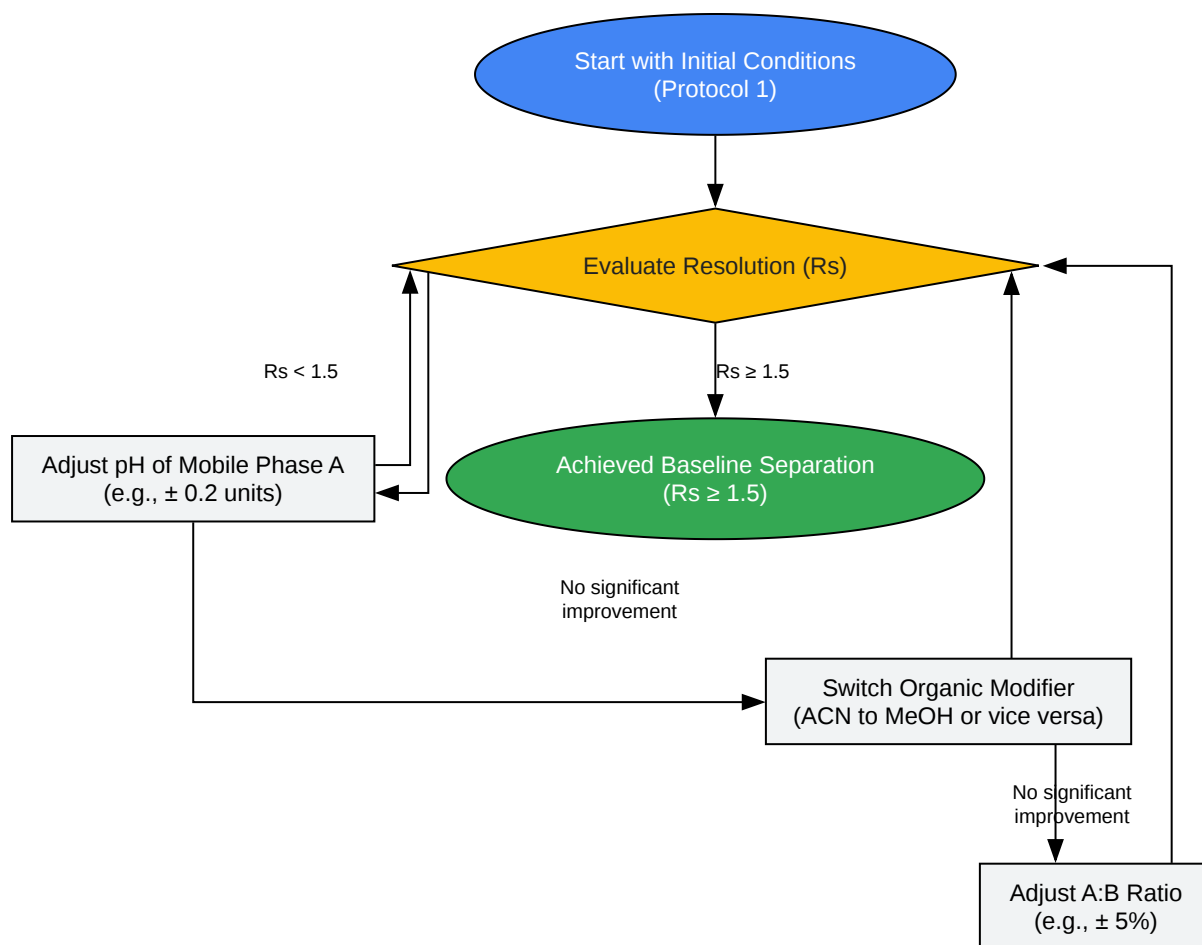 Start with Initial Conditions
(Protocol 1)
Evaluate Resolution (Rs)
Rs < 1.5
Rs ≥ 1.5
Adjust pH of Mobile Phase A
(e.g., ± 0.2 units)
Achieved Baseline Separation
(Rs ≥ 1.5)
No significant
improvement
Switch Organic Modifier
(ACN to MeOH or vice versa)
No significant
improvement
Adjust A:B Ratio
(e.g., ± 5%)